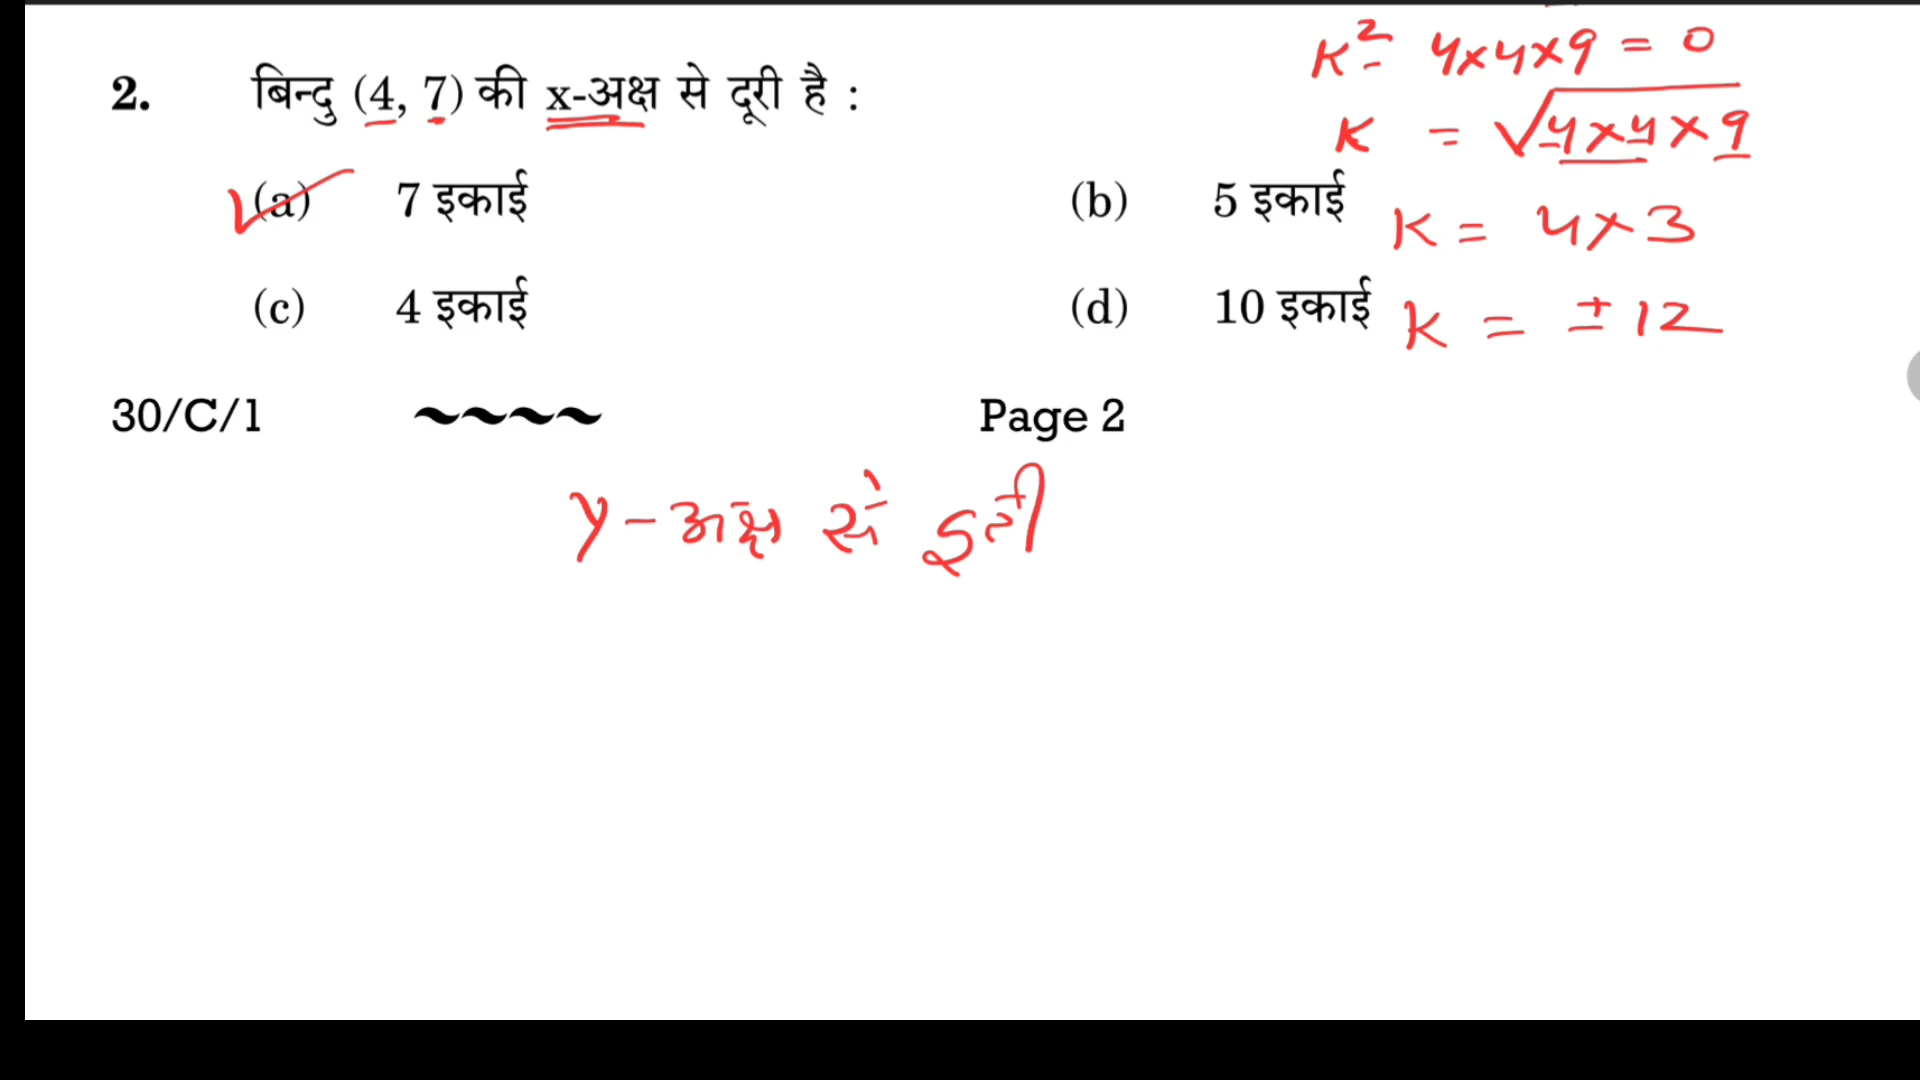 2. बिन्दु (4, 7) की x-अक्ष से दूरी है :
(a) 7 इकाई (b) 5 इकाई
(c) 4 इकाई (d) 10 इकाई
30/C/1 ~~~~ Page 2
K² - 4×4×9 = 0
K = √4×4×9
K = 4×3
K = ±12
y-अक्ष से